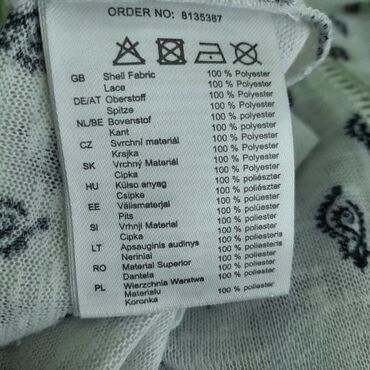 ORDER NO: 8135387
GB Shell Fabric 100 % Polyester
Lace 100 % Polyester
DE/AT Oberstoff 100 % Polyester
Spitze 100 % Polyester
NL/BE Bovenstof 100 % Polyester
Kant 100 % Polyester
CZ Svrchní materiál 100 % Polyester
Krajka 100 % Polyester
SK Vrchný Materiál 100 % Polyester
Cipka 100 % Polyester
HU Külso anyag 100 % poliészter
Csipke 100 % poliészter
EE Välismaterjal 100 % polüester
Pits 100 % polüester
SI Vrhnji Material 100 % poliester
Cipka 100 % poliester
LT Apsauginis audinys 100 % poliesteris
Neriniai 100 % poliesteris
RO Material Superior 100 % poliester
Dantela 100 % poliester
PL Wierzchnia Warstwa 100 % poliester
Materialu
Koronka 100 % poliester